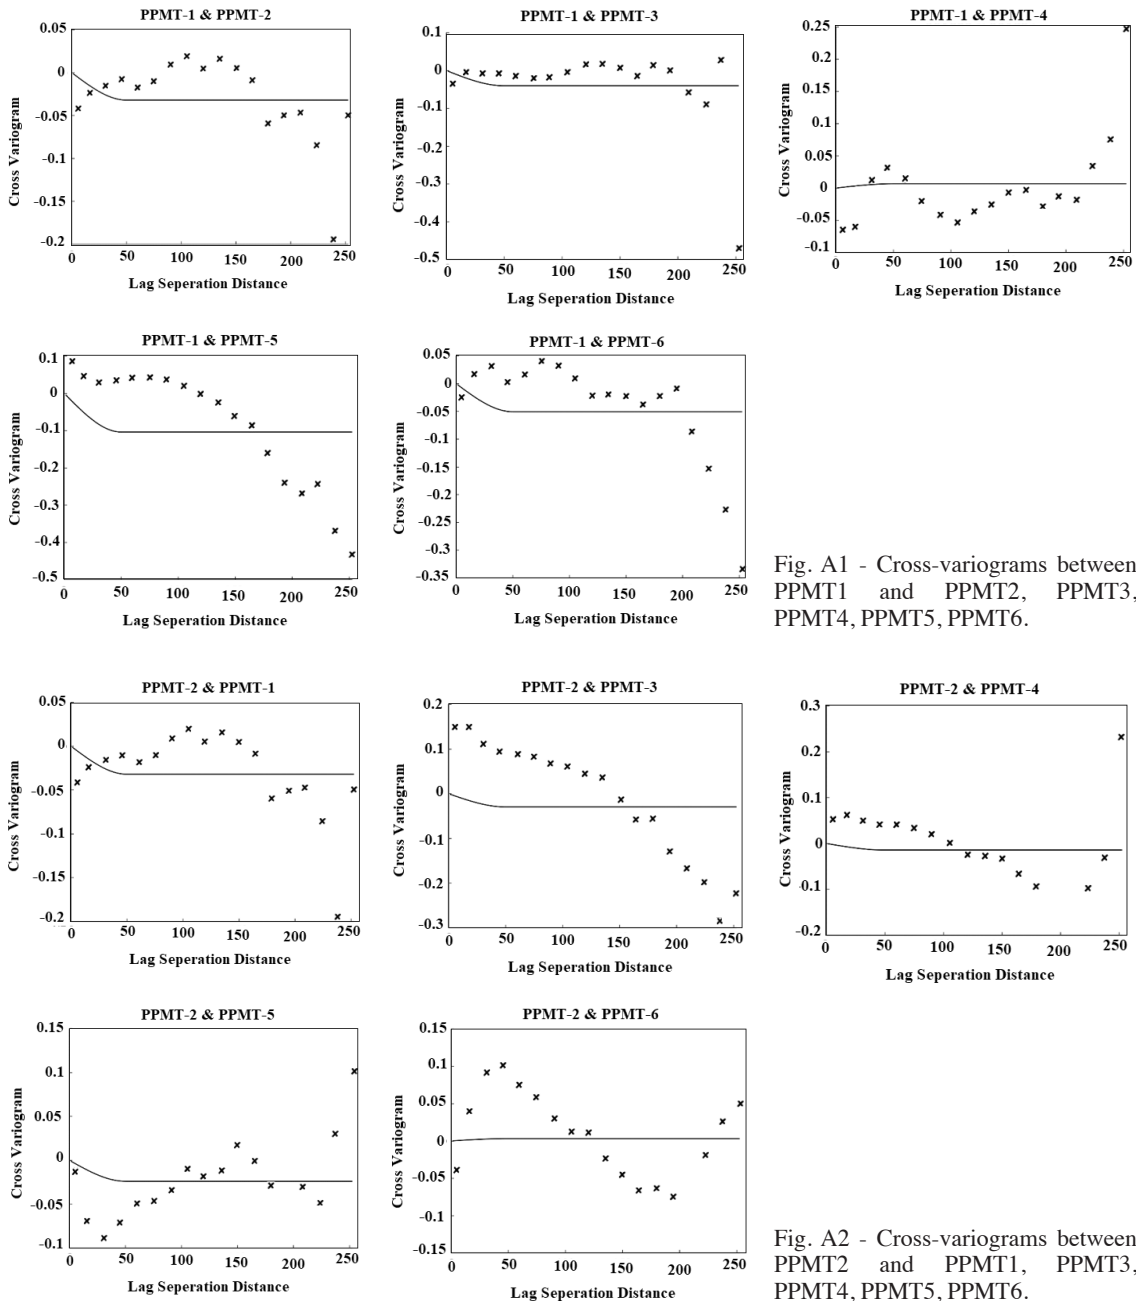 PPMT-1 & PPMT-2
0.05
0
-0.05
-0.1
-0.15
-0.2
0 50 100 150 200 250
Cross Variogram
Lag Seperation Distance
PPMT-1 & PPMT-3
0.1
0
-0.1
-0.2
-0.3
-0.4
-0.5
0 50 100 150 200 250
Cross Variogram
Lag Seperation Distance
PPMT-1 & PPMT-4
0.25
0.2
0.15
0.1
0.05
0
-0.05
-0.1
0 50 100 150 200 250
Cross Variogram
Lag Seperation Distance
PPMT-1 & PPMT-5
0.1
0
-0.1
-0.2
-0.3
-0.4
-0.5
0 50 100 150 200 250
Cross Variogram
Lag Seperation Distance
PPMT-1 & PPMT-6
0.05
0
-0.05
-0.1
-0.15
-0.2
-0.25
-0.3
-0.35
0 50 100 150 200 250
Cross Variogram
Lag Seperation Distance
Fig. A1 - Cross-variograms between
PPMT1 and PPMT2, PPMT3,
PPMT4, PPMT5, PPMT6.
PPMT-2 & PPMT-1
0.05
0
-0.05
-0.1
-0.15
-0.2
0 50 100 150 200 250
Cross Variogram
Lag Seperation Distance
PPMT-2 & PPMT-3
0.2
0.1
0
-0.1
-0.2
-0.3
0 50 100 150 200 250
Cross Variogram
Lag Seperation Distance
PPMT-2 & PPMT-4
0.3
0.2
0.1
0
-0.1
-0.2
0 50 100 150 200 250
Cross Variogram
Lag Seperation Distance
PPMT-2 & PPMT-5
0.15
0.1
0.05
0
-0.05
-0.1
0 50 100 150 200 250
Cross Variogram
Lag Seperation Distance
PPMT-2 & PPMT-6
0.15
0.1
0.05
0
-0.05
-0.1
-0.15
0 50 100 150 200 250
Cross Variogram
Lag Seperation Distance
Fig. A2 - Cross-variograms between
PPMT2 and PPMT1, PPMT3,
PPMT4, PPMT5, PPMT6.